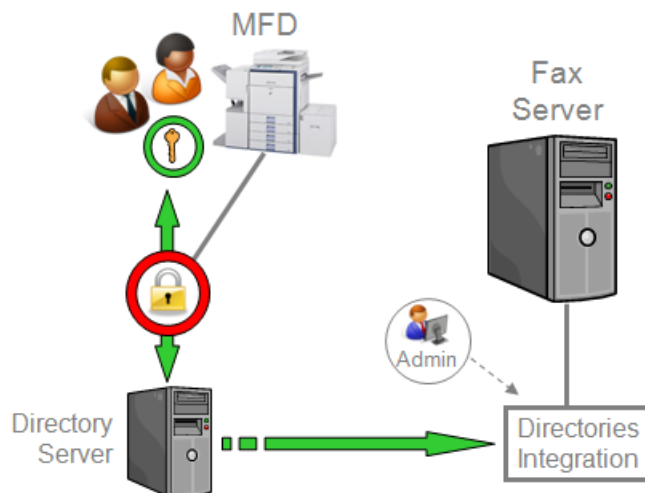 MFD
Fax
Server
Admin
Directory
Server
Directories
Integration